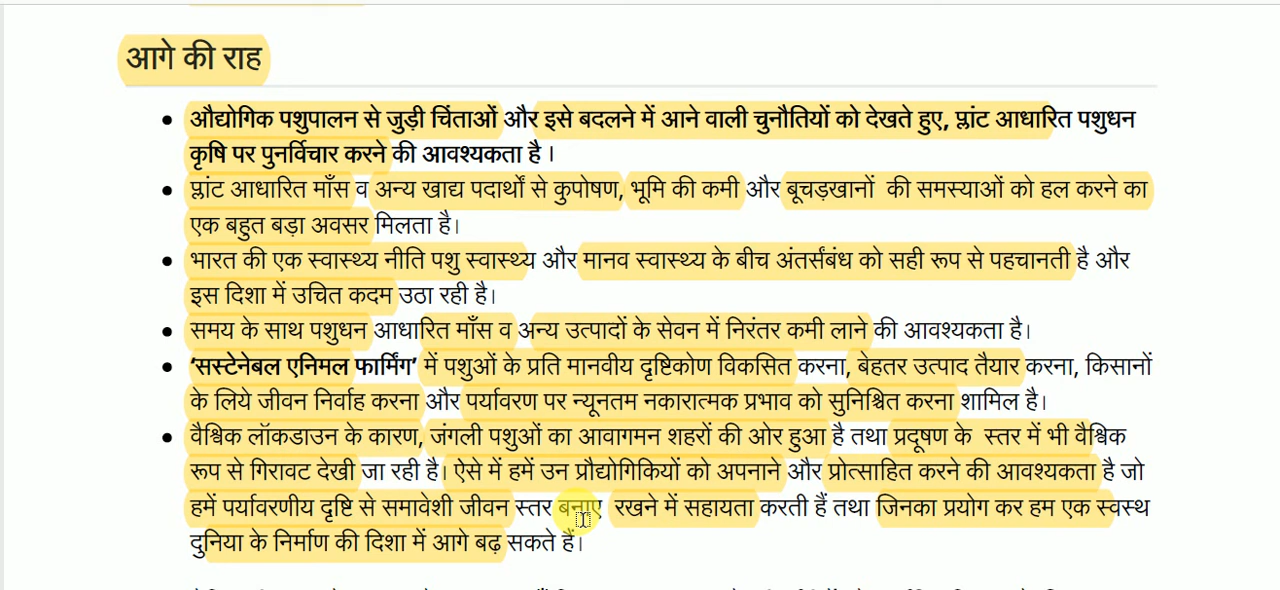 आगे की राह
औद्योगिक पशुपालन से जुड़ी चिंताओं और इसे बदलने में आने वाली चुनौतियों को देखते हुए, प्लांट आधारित पशुधन
कृषि पर पुनर्विचार करने की आवश्यकता है ।
प्लांट आधारित माँस व अन्य खाद्य पदार्थों से कुपोषण, भूमि की कमी और बूचड़खानों की समस्याओं को हल करने का
एक बहुत बड़ा अवसर मिलता है।
भारत की एक स्वास्थ्य नीति पशु स्वास्थ्य और मानव स्वास्थ्य के बीच अंतर्संबंध को सही रूप से पहचानती है और
इस दिशा में उचित कदम उठा रही है।
समय के साथ पशुधन आधारित माँस व अन्य उत्पादों के सेवन में निरंतर कमी लाने की आवश्यकता है।
‘सस्टेनेबल एनिमल फार्मिंग’ में पशुओं के प्रति मानवीय दृष्टिकोण विकसित करना, बेहतर उत्पाद तैयार करना, किसानों
के लिये जीवन निर्वाह करना और पर्यावरण पर न्यूनतम नकारात्मक प्रभाव को सुनिश्चित करना शामिल है।
वैश्विक लॉकडाउन के कारण, जंगली पशुओं का आवागमन शहरों की ओर हुआ है तथा प्रदूषण के स्तर में भी वैश्विक
रूप से गिरावट देखी जा रही है। ऐसे में हमें उन प्रौद्योगिकियों को अपनाने और प्रोत्साहित करने की आवश्यकता है जो
हमें पर्यावरणीय दृष्टि से समावेशी जीवन स्तर बनाए रखने में सहायता करती हैं तथा जिनका प्रयोग कर हम एक स्वस्थ
दुनिया के निर्माण की दिशा में आगे बढ़ सकते हैं।